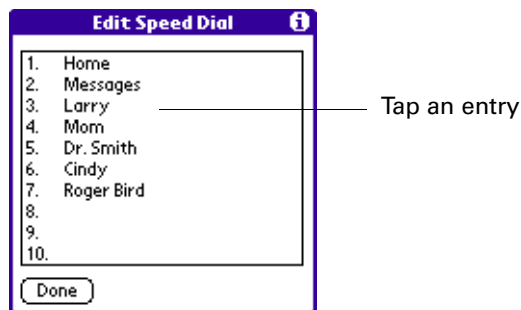 Edit Speed Dial
1. Home
2. Messages
3. Larry
4. Mom
5. Dr. Smith
6. Cindy
7. Roger Bird
8.
9.
10.
Done
Tap an entry